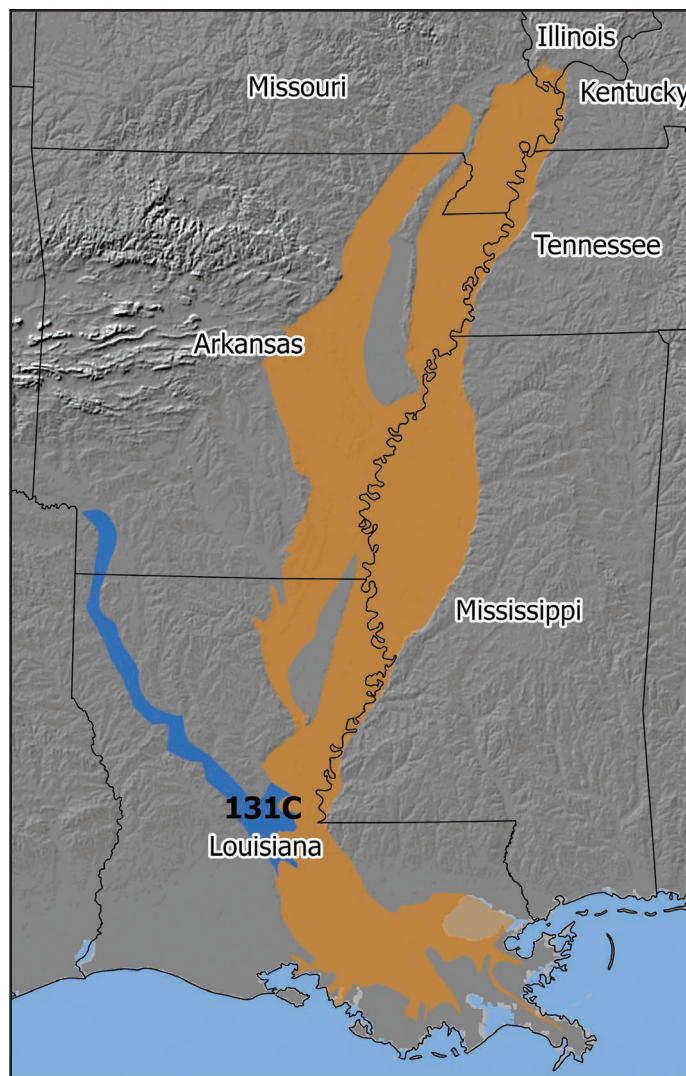 Illinois
Missouri
Kentucky
Tennessee
Arkansas
Mississippi
131C
Louisiana